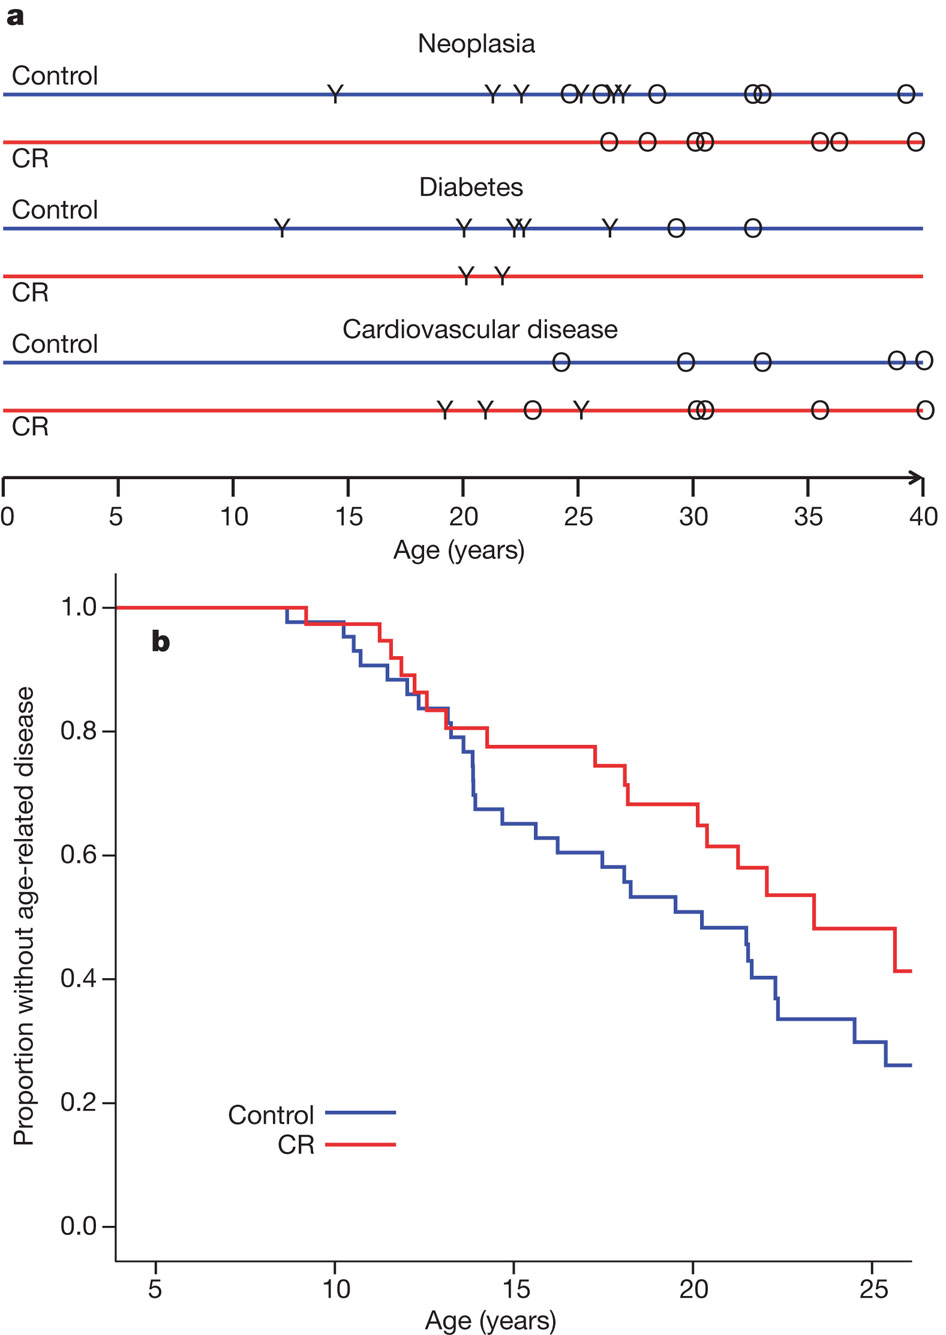 a
Neoplasia
Control
Y Y Y O Y O Y Y O O O O
O O O O O O O
CR
Diabetes
Control
Y Y Y Y Y O O
Y Y
CR
Cardiovascular disease
Control
O O O O O
Y Y O Y O O O O
CR
0 5 10 15 20 25 30 35 40
Age (years)
b
1.0
0.8
0.6
0.4
0.2
0.0
Proportion without age-related disease
Control
CR
5 10 15 20 25
Age (years)